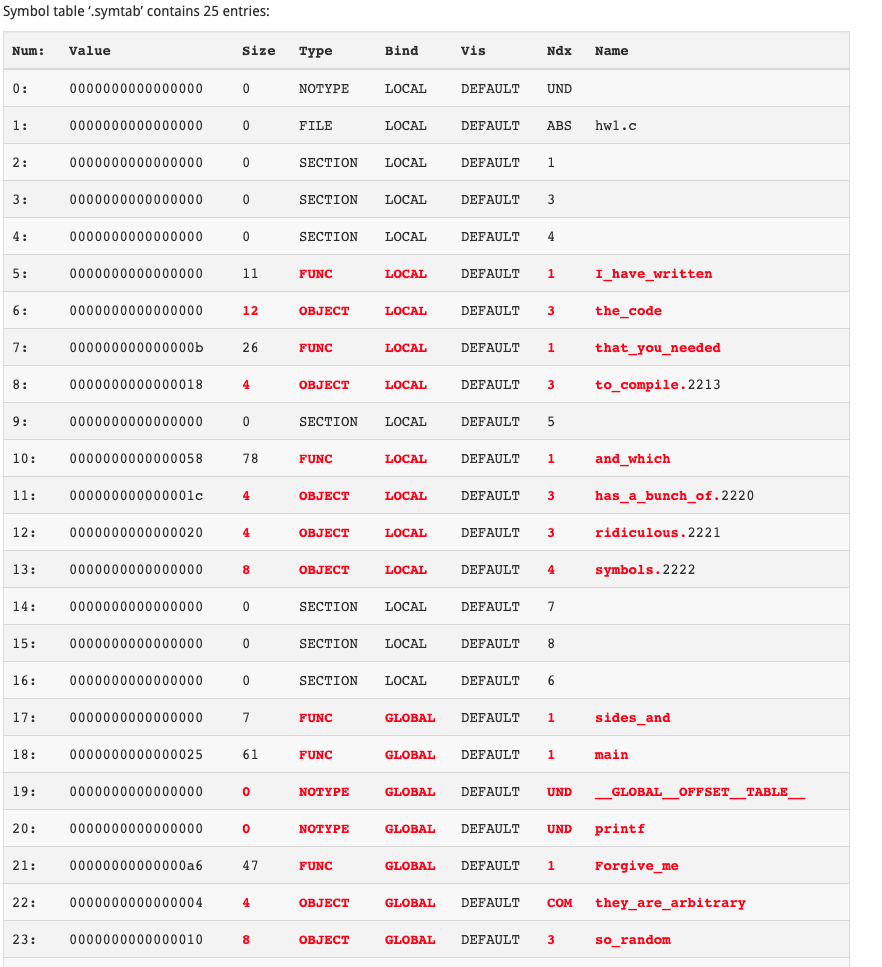 Symbol table ‘.symtab’ contains 25 entries:
Num: Value Size Type Bind Vis Ndx Name
0: 0000000000000000 0 NOTYPE LOCAL DEFAULT UND
1: 0000000000000000 0 FILE LOCAL DEFAULT ABS hw1.c
2: 0000000000000000 0 SECTION LOCAL DEFAULT 1
3: 0000000000000000 0 SECTION LOCAL DEFAULT 3
4: 0000000000000000 0 SECTION LOCAL DEFAULT 4
5: 0000000000000000 11 FUNC LOCAL DEFAULT 1 I_have_written
6: 0000000000000000 12 OBJECT LOCAL DEFAULT 3 the_code
7: 000000000000000b 26 FUNC LOCAL DEFAULT 1 that_you_needed
8: 0000000000000018 4 OBJECT LOCAL DEFAULT 3 to_compile.2213
9: 0000000000000000 0 SECTION LOCAL DEFAULT 5
10: 0000000000000058 78 FUNC LOCAL DEFAULT 1 and_which
11: 000000000000001c 4 OBJECT LOCAL DEFAULT 3 has_a_bunch_of.2220
12: 0000000000000020 4 OBJECT LOCAL DEFAULT 3 ridiculous.2221
13: 0000000000000000 8 OBJECT LOCAL DEFAULT 4 symbols.2222
14: 0000000000000000 0 SECTION LOCAL DEFAULT 7
15: 0000000000000000 0 SECTION LOCAL DEFAULT 8
16: 0000000000000000 0 SECTION LOCAL DEFAULT 6
17: 0000000000000000 7 FUNC GLOBAL DEFAULT 1 sides_and
18: 0000000000000025 61 FUNC GLOBAL DEFAULT 1 main
19: 0000000000000000 0 NOTYPE GLOBAL DEFAULT UND __GLOBAL__OFFSET__TABLE__
20: 0000000000000000 0 NOTYPE GLOBAL DEFAULT UND printf
21: 00000000000000a6 47 FUNC GLOBAL DEFAULT 1 Forgive_me
22: 0000000000000004 4 OBJECT GLOBAL DEFAULT COM they_are_arbitrary
23: 0000000000000010 8 OBJECT GLOBAL DEFAULT 3 so_random